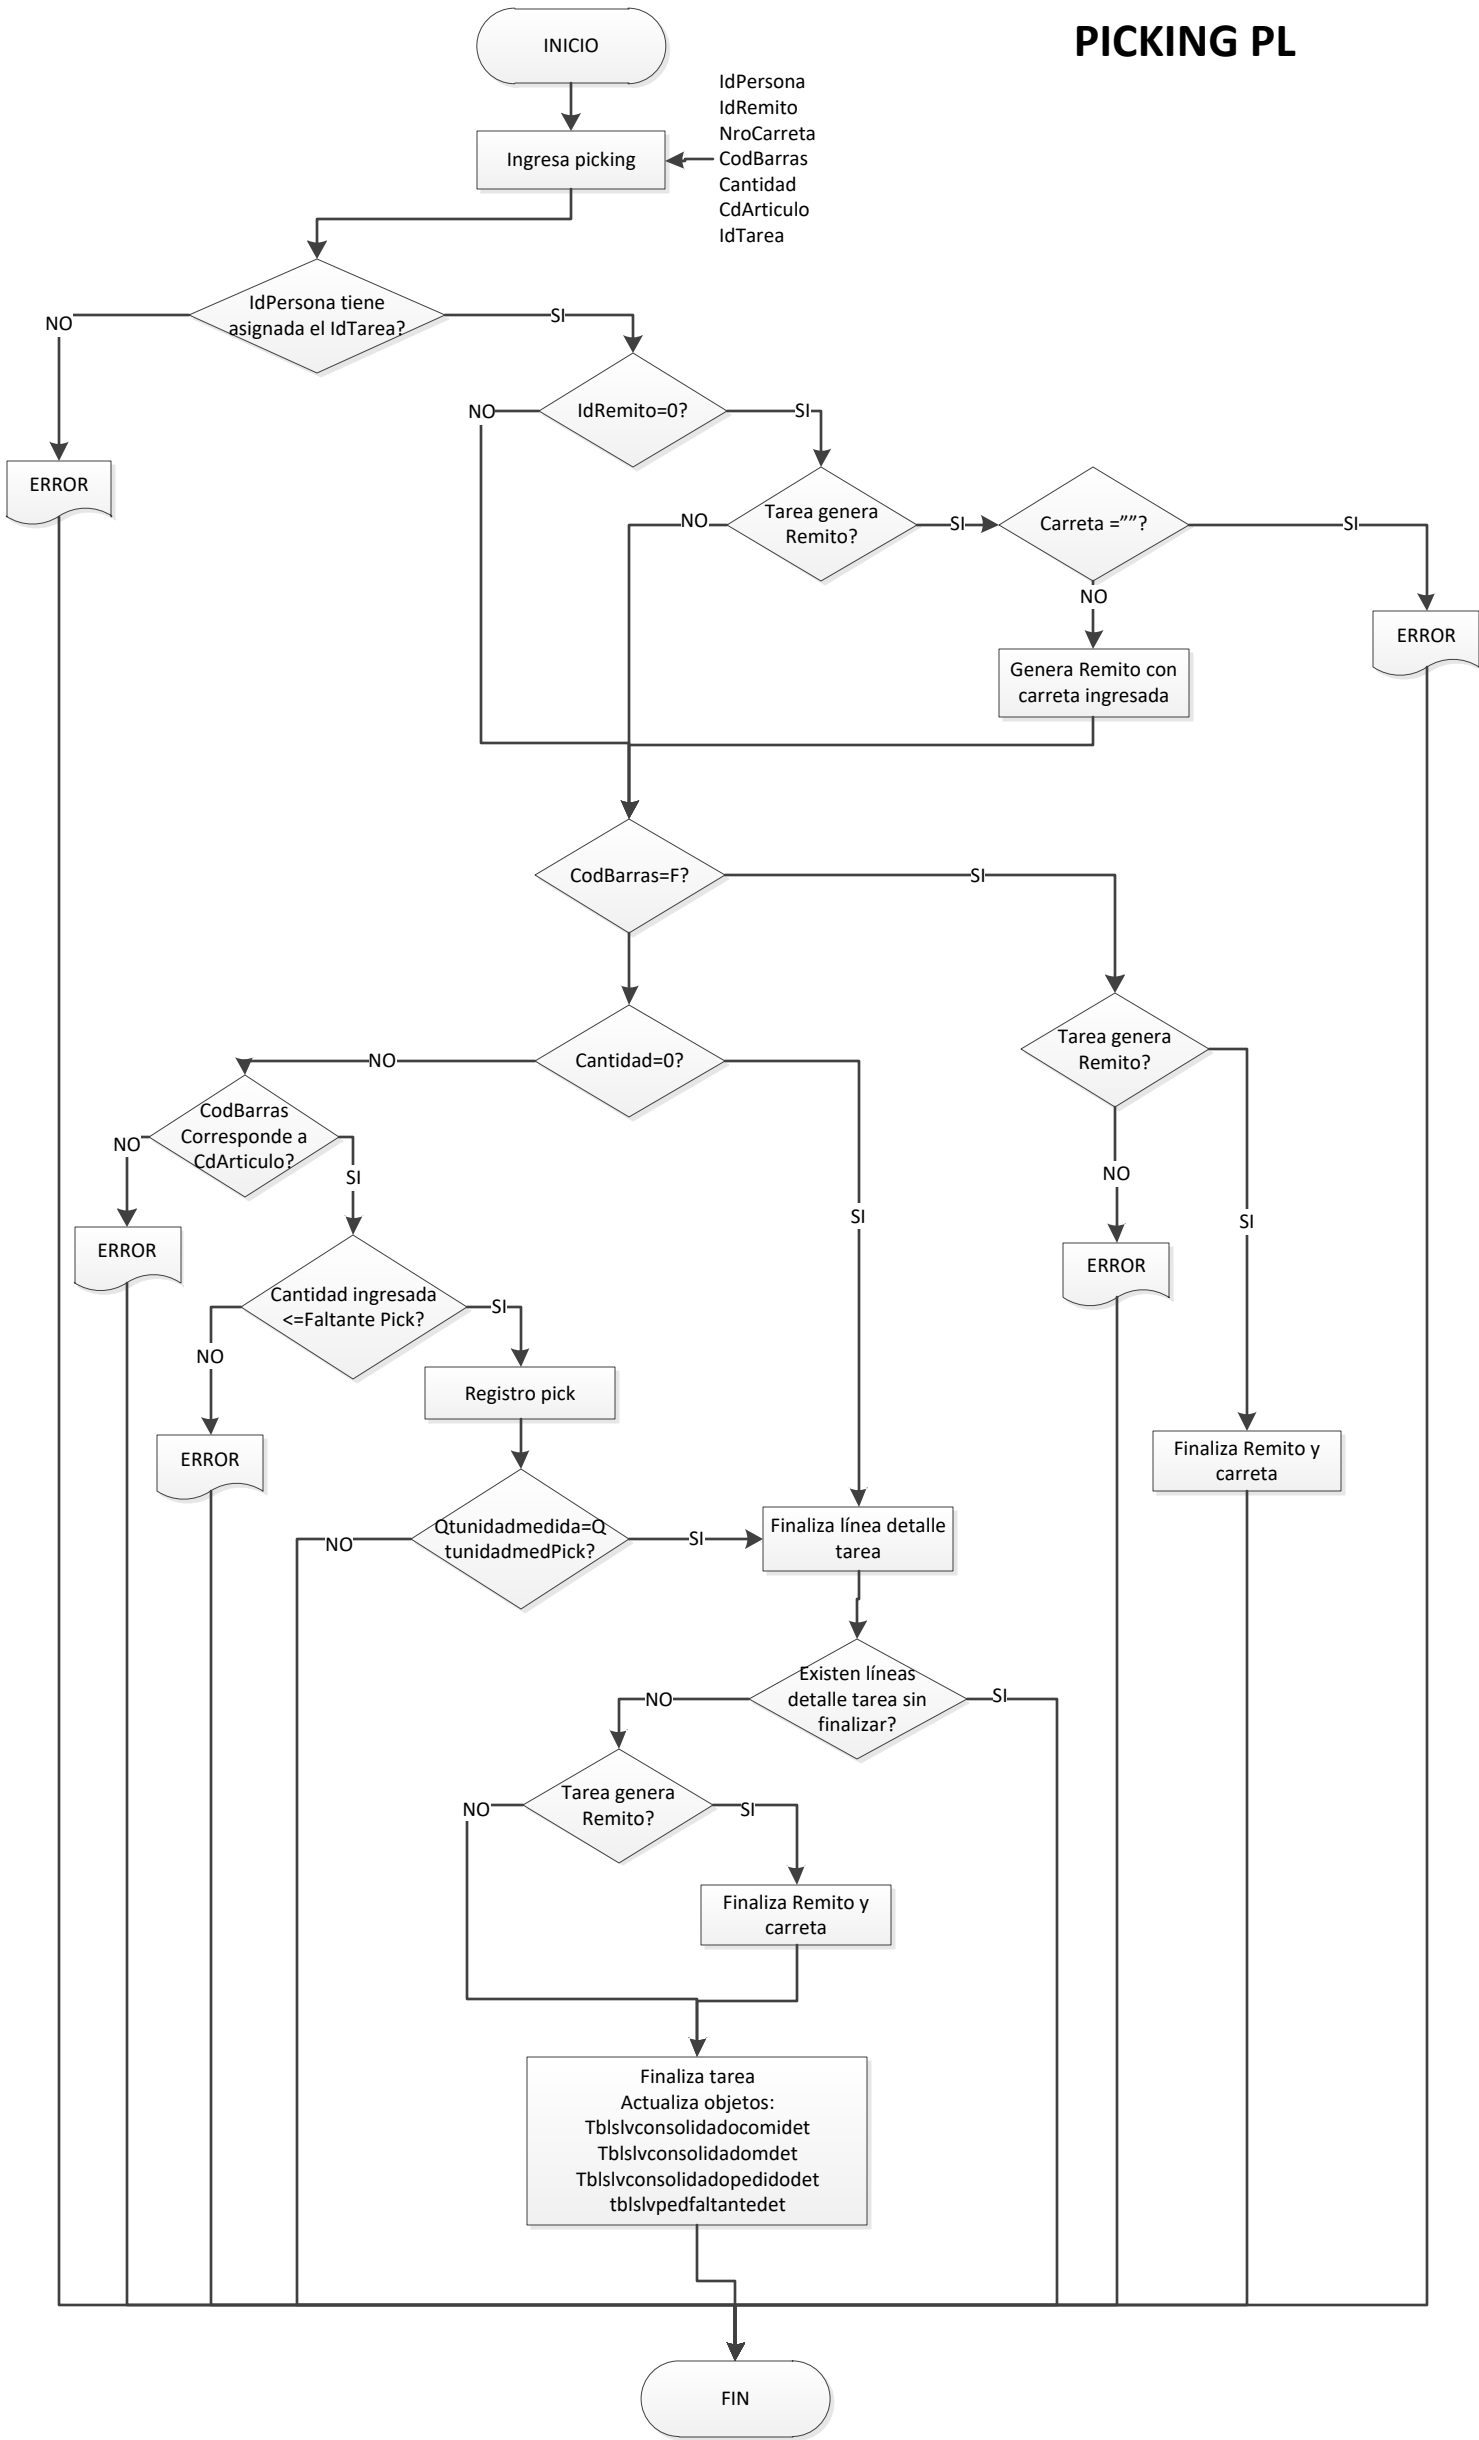 PICKING PL
INICIO
IdPersona
IdRemito
NroCarreta
CodBarras
Cantidad
CdArticulo
IdTarea
Ingresa picking
IdPersona tiene
asignada el IdTarea?
NO
SI
IdRemito=0?
NO
SI
ERROR
Tarea genera
Remito?
NO
SI
Carreta =””?
SI
NO
ERROR
Genera Remito con
carreta ingresada
CodBarras=F?
SI
Cantidad=0?
NO
SI
Tarea genera
Remito?
NO
SI
CodBarras
Corresponde a
CdArticulo?
NO
SI
ERROR
ERROR
Cantidad ingresada
<=Faltante Pick?
NO
SI
Registro pick
ERROR
Finaliza Remito y
carreta
Qtunidadmedida=Q
tunidadmedPick?
NO
SI
Finaliza línea detalle
tarea
Existen líneas
detalle tarea sin
finalizar?
NO
SI
Tarea genera
Remito?
NO
SI
Finaliza Remito y
carreta
Finaliza tarea
Actualiza objetos:
Tblslvconsolidadocomidet
Tblslvconsolidadomdet
Tblslvconsolidadopedidodet
tblslvpedfaltantedet
FIN